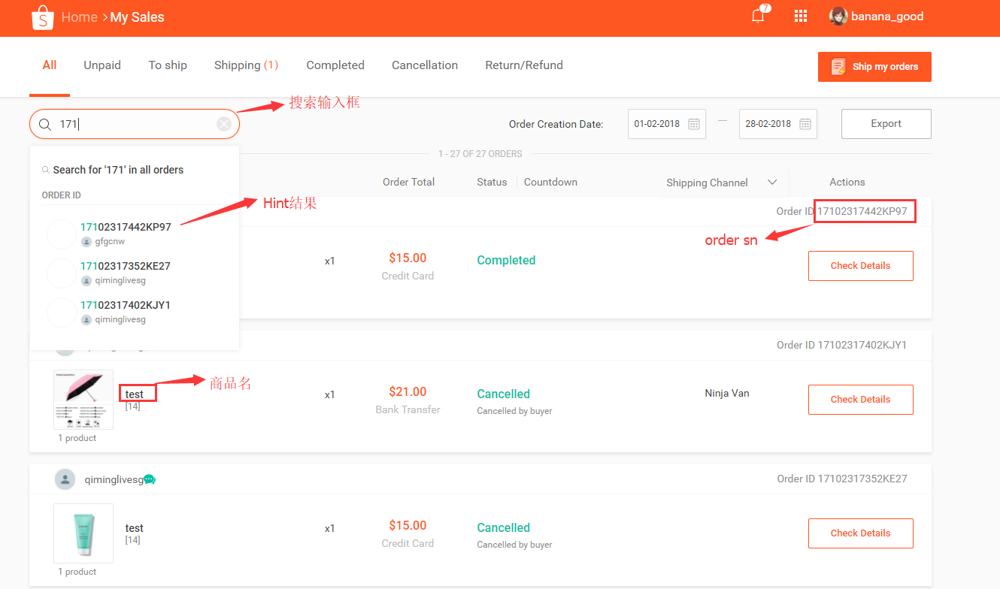 S Home > My Sales 7 banana_good
All Unpaid To ship Shipping (1) Completed Cancellation Return/Refund Ship my orders
搜索输入框
171 Order Creation Date: 01-02-2018 — 28-02-2018 Export
1 - 27 OF 27 ORDERS
Search for '171' in all orders
Order Total Status Countdown Shipping Channel Actions
ORDER ID
Hint结果
Order ID 17102317442KP97
17102317442KP97
gfgcnw
order sn
x1 $15.00 Completed Check Details
Credit Card
17102317352KE27
qiminglivesg
17102317402KJY1
qiminglivesg
Order ID 17102317402KJY1
商品名
test x1 $21.00 Cancelled Ninja Van Check Details
[14] Bank Transfer Cancelled by buyer
1 product
qiminglivesg Order ID 17102317352KE27
test x1 $15.00 Cancelled Check Details
[14] Credit Card Cancelled by buyer
1 product